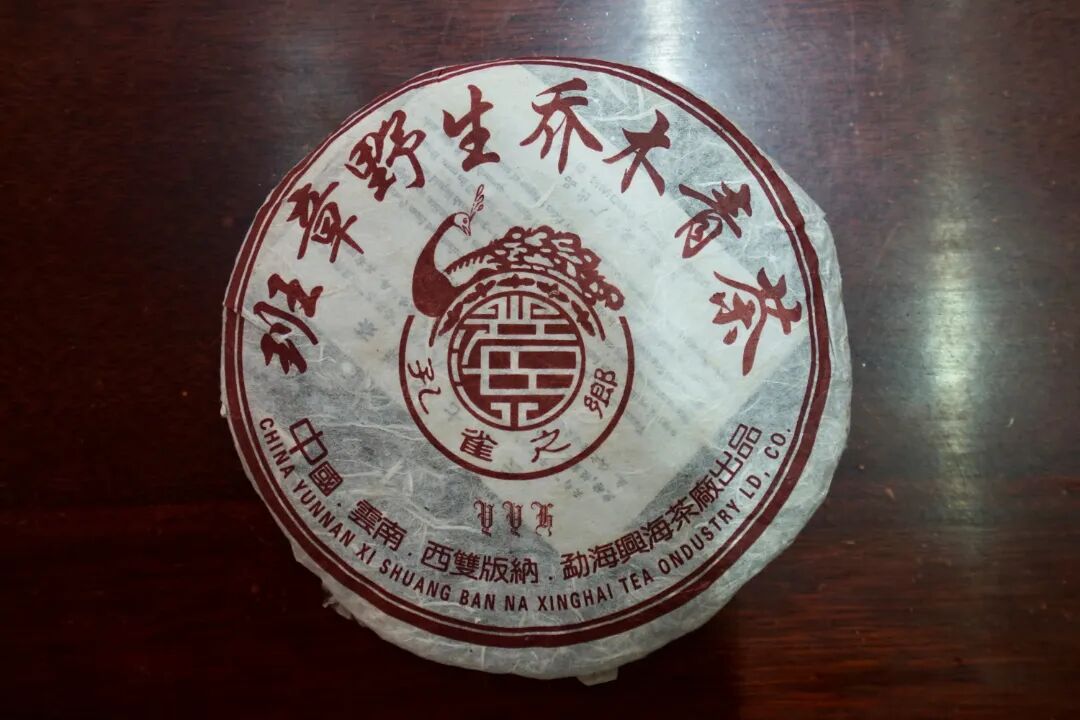 班章野生乔木青茶
孔雀之鄉
中國．雲南．西雙版納．勐海興海茶廠出品
CHINA YUNNAN XI SHUANG BAN NA XINGHAI TEA ONDUSTRY LD, CO.